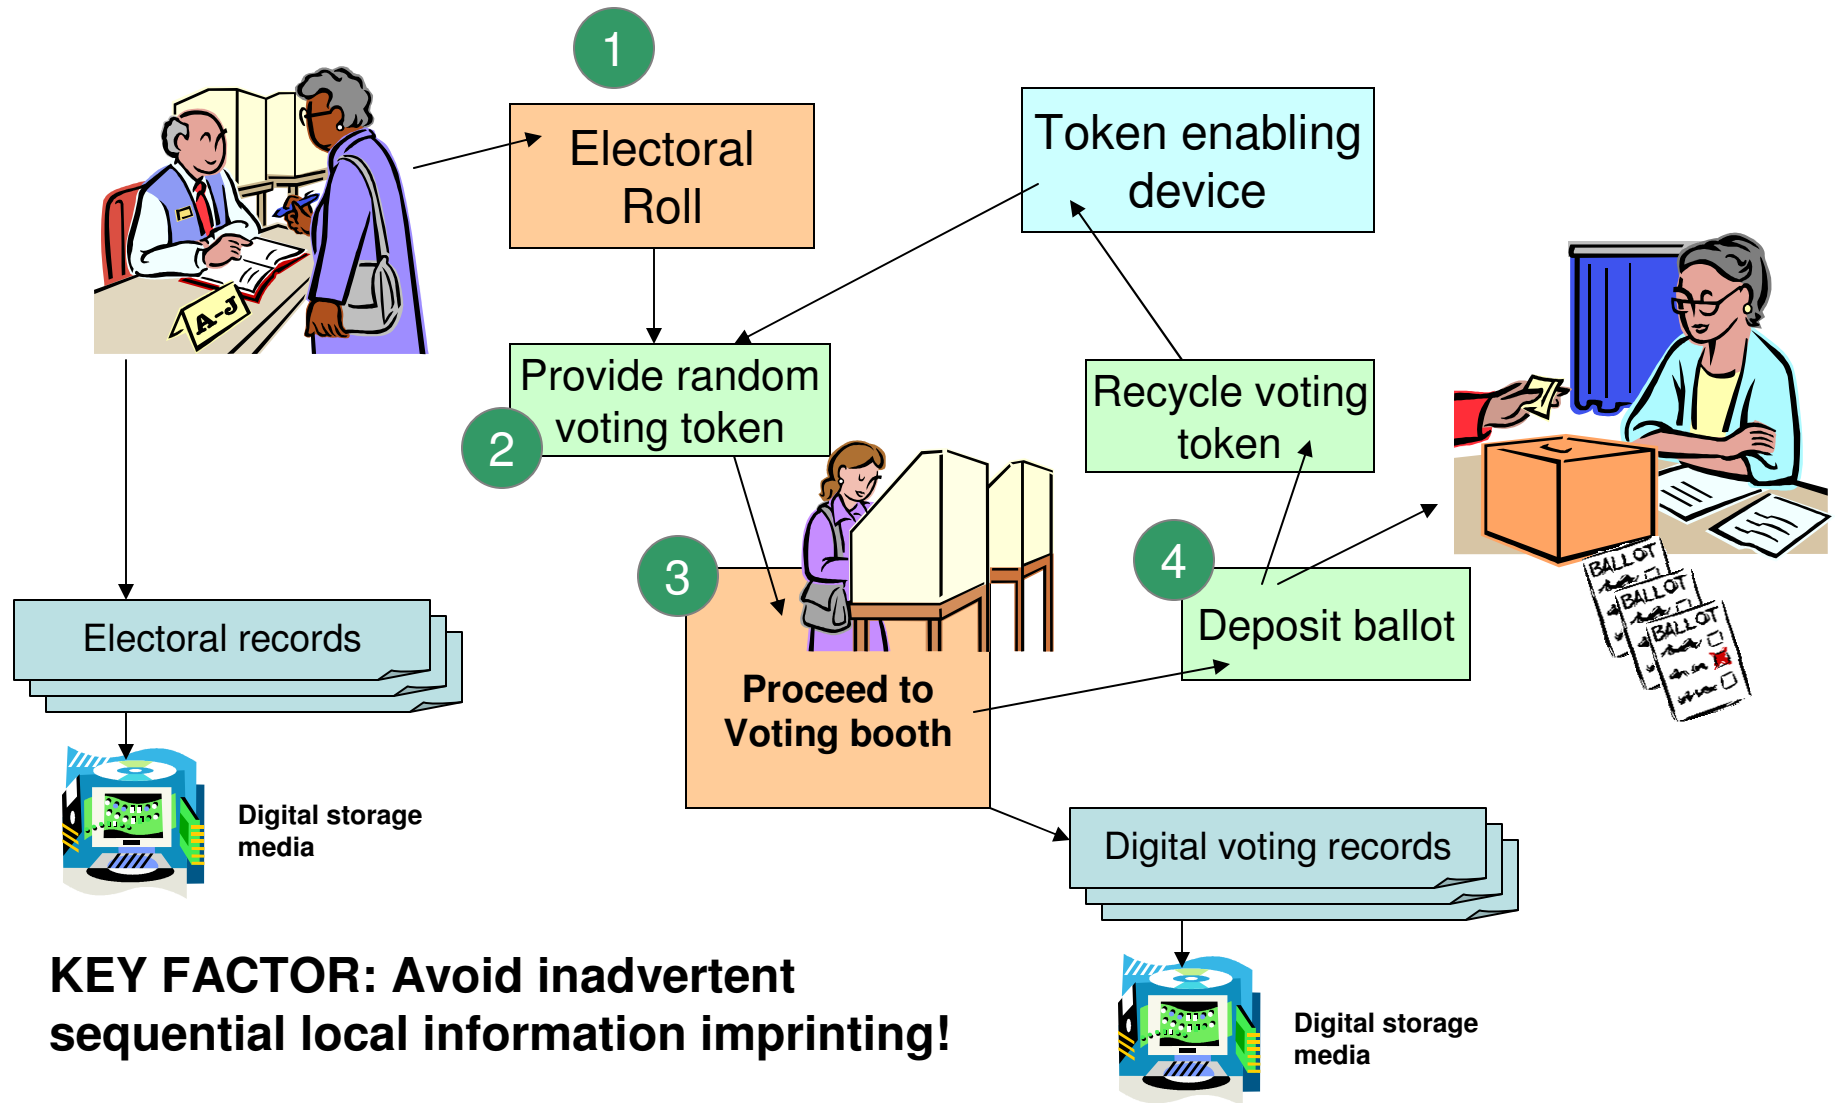 1
Electoral
Roll
Token enabling
device
A-J
Provide random
voting token
2
Recycle voting
token
3
4
Proceed to
Voting booth
Deposit ballot
BALLOT
BALLOT
BALLOT
Electoral records
Digital storage
media
Digital voting records
Digital storage
media
KEY FACTOR: Avoid inadvertent
sequential local information imprinting!